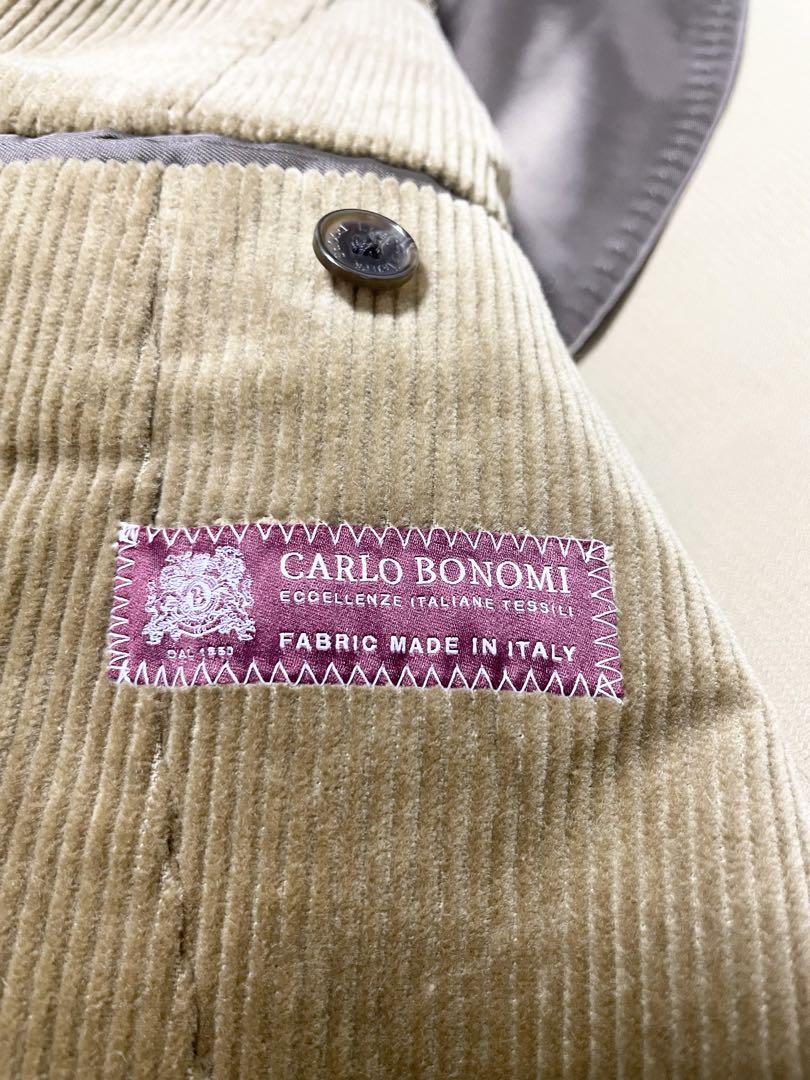 CARLO BONOMI
ECCELLENZE ITALIANE TESSILI
DAL 1950
FABRIC MADE IN ITALY